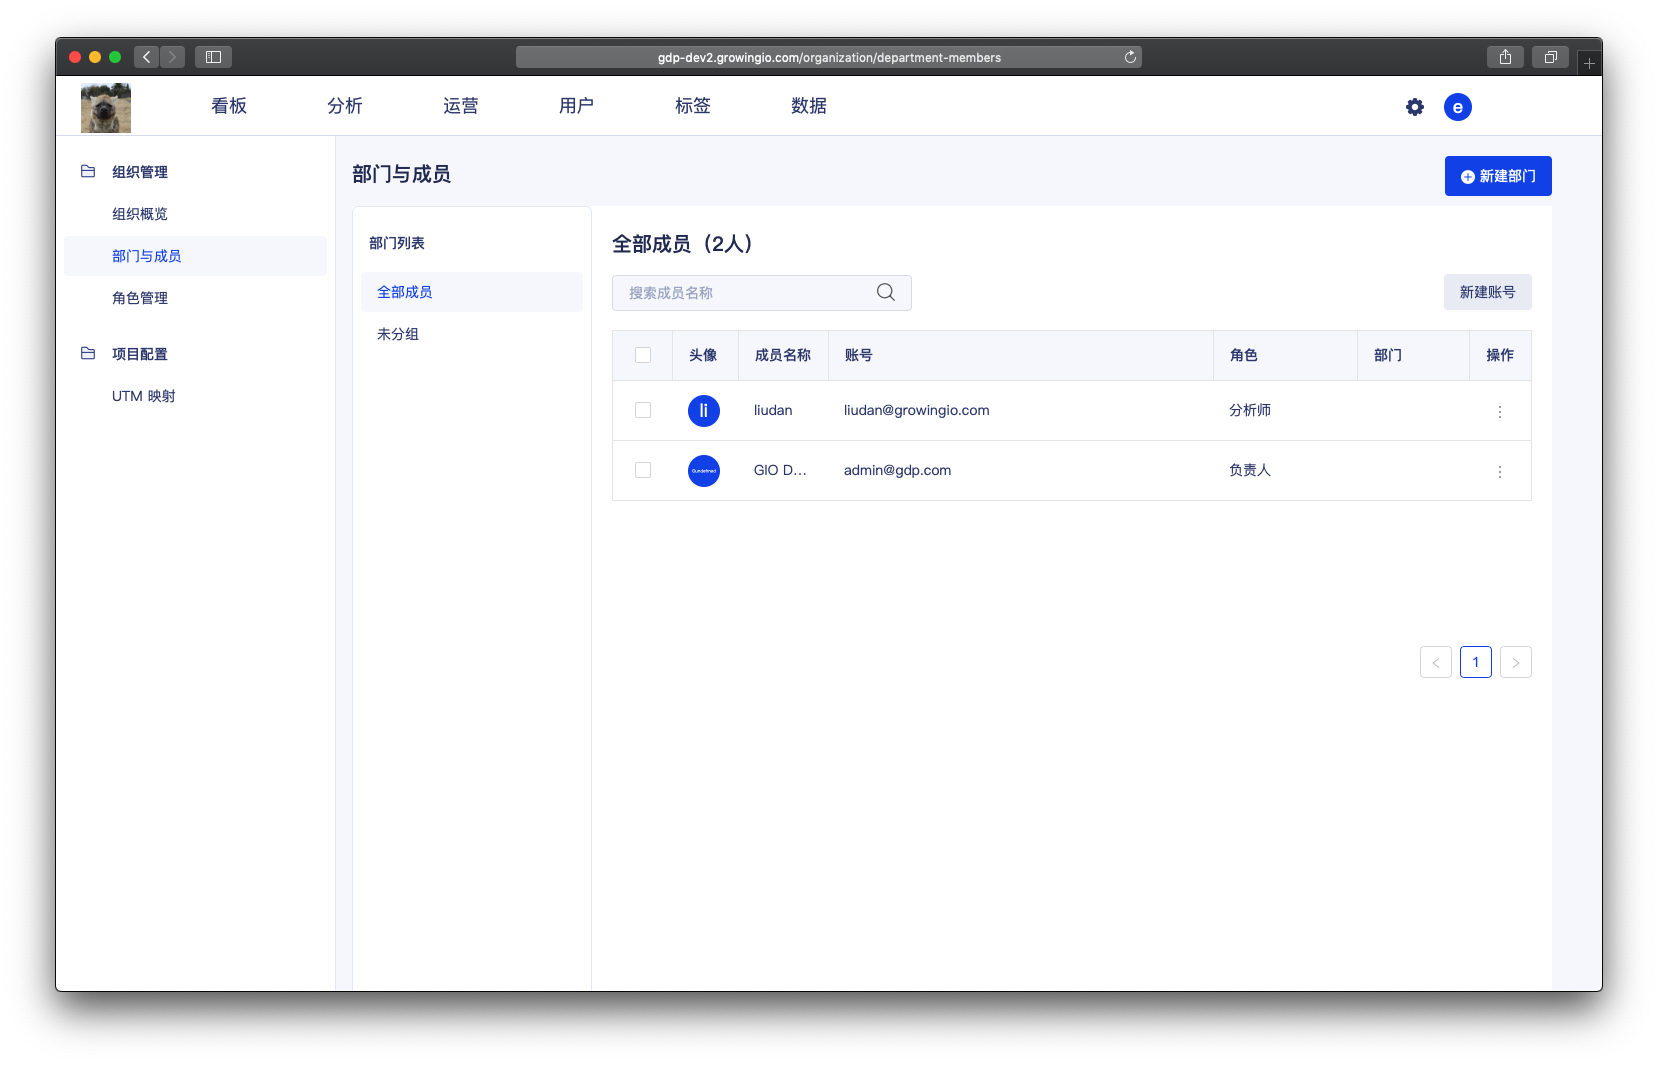 gdp-dev2.growingio.com/organization/department-members
看板 分析 运营 用户 标签 数据 e
组织管理
组织概览
部门与成员
角色管理
项目配置
UTM 映射
部门与成员
新建部门
部门列表
全部成员
未分组
全部成员（2人）
搜索成员名称
新建账号
头像 成员名称 账号 角色 部门 操作
li liudan liudan@growingio.com 分析师
Gundefined GIO D... admin@gdp.com 负责人
< 1 >